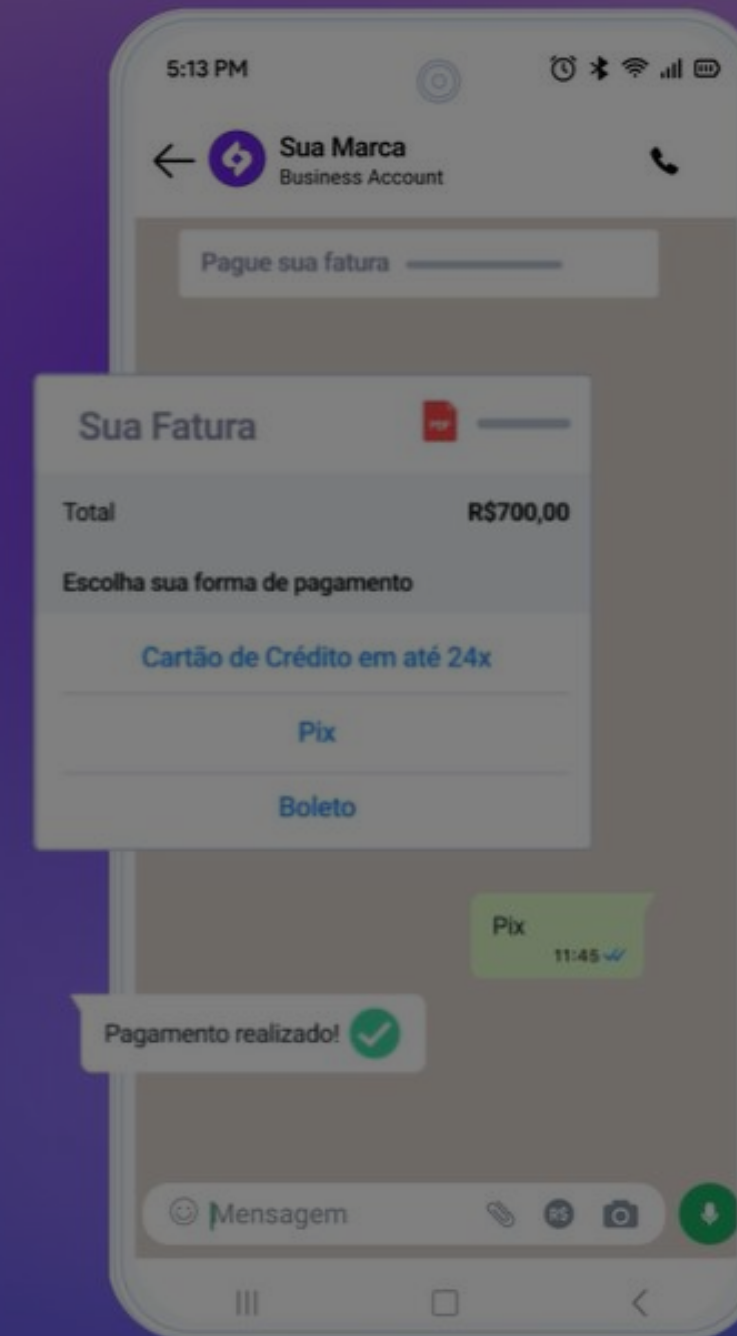 5:13 PM
Sua Marca
Business Account
Pague sua fatura
Sua Fatura
PDF
Total R$700,00
Escolha sua forma de pagamento
Cartão de Crédito em até 24x
Pix
Boleto
Pix
11:45
Pagamento realizado!
Mensagem R$